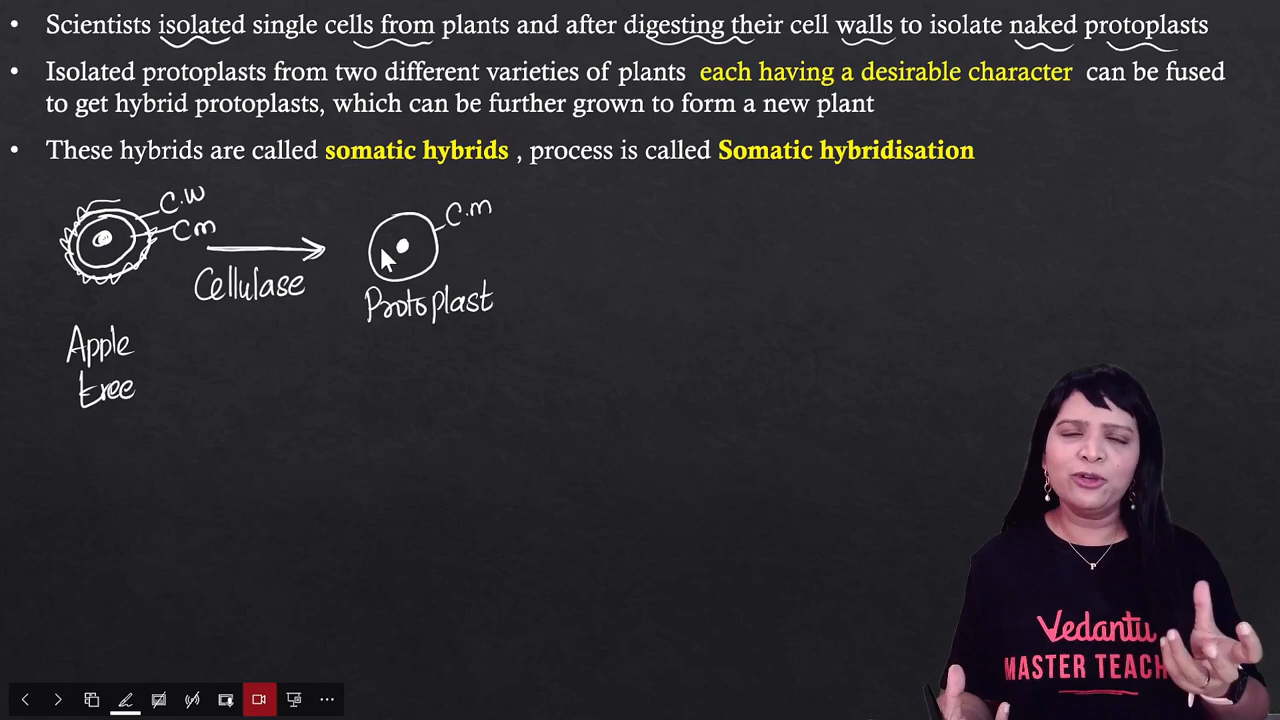 • Scientists isolated single cells from plants and after digesting their cell walls to isolate naked protoplasts
• Isolated protoplasts from two different varieties of plants each having a desirable character can be fused
to get hybrid protoplasts, which can be further grown to form a new plant
• These hybrids are called somatic hybrids , process is called Somatic hybridisation
C.W
Cm
C.m
Cellulase
Protoplast
Apple
tree
Vedantu
MASTER TEACH